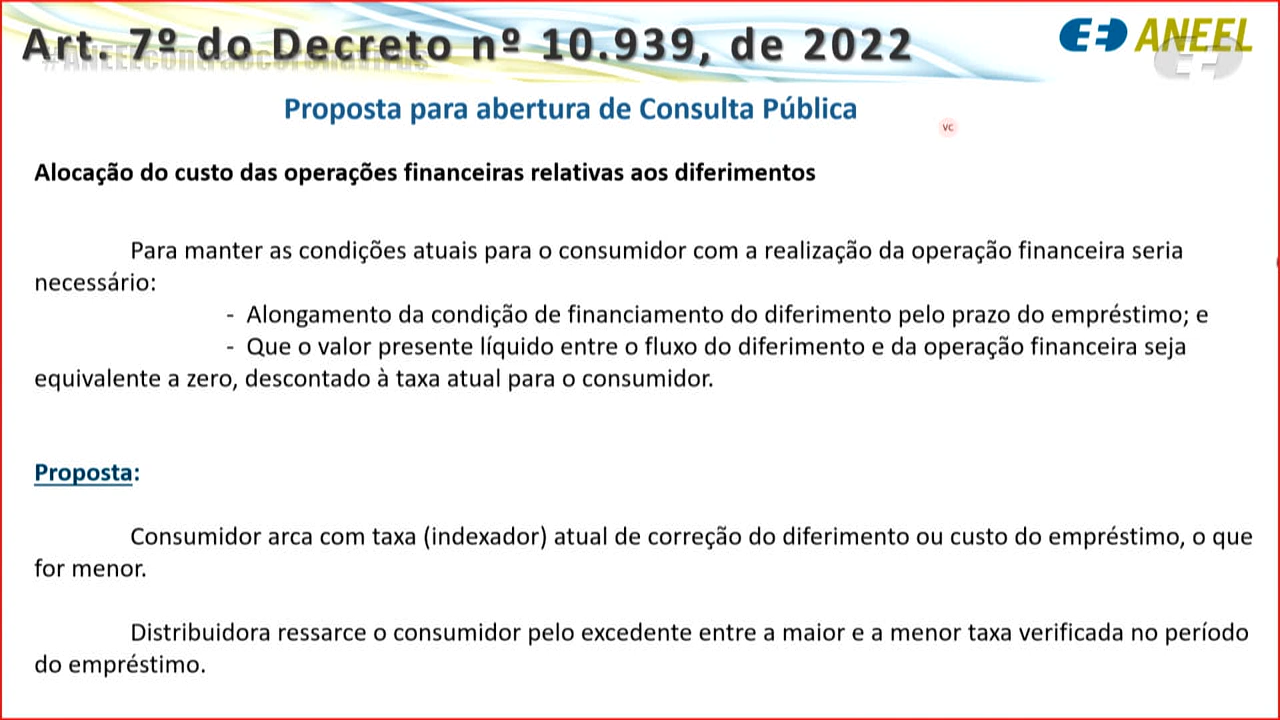 Art. 7º do Decreto nº 10.939, de 2022
ANEEL
#ANEELcontraocoronavírus
Proposta para abertura de Consulta Pública
VC
Alocação do custo das operações financeiras relativas aos diferimentos
Para manter as condições atuais para o consumidor com a realização da operação financeira seria
necessário:
- Alongamento da condição de financiamento do diferimento pelo prazo do empréstimo; e
- Que o valor presente líquido entre o fluxo do diferimento e da operação financeira seja
equivalente a zero, descontado à taxa atual para o consumidor.
Proposta:
Consumidor arca com taxa (indexador) atual de correção do diferimento ou custo do empréstimo, o que
for menor.
Distribuidora ressarce o consumidor pelo excedente entre a maior e a menor taxa verificada no período
do empréstimo.